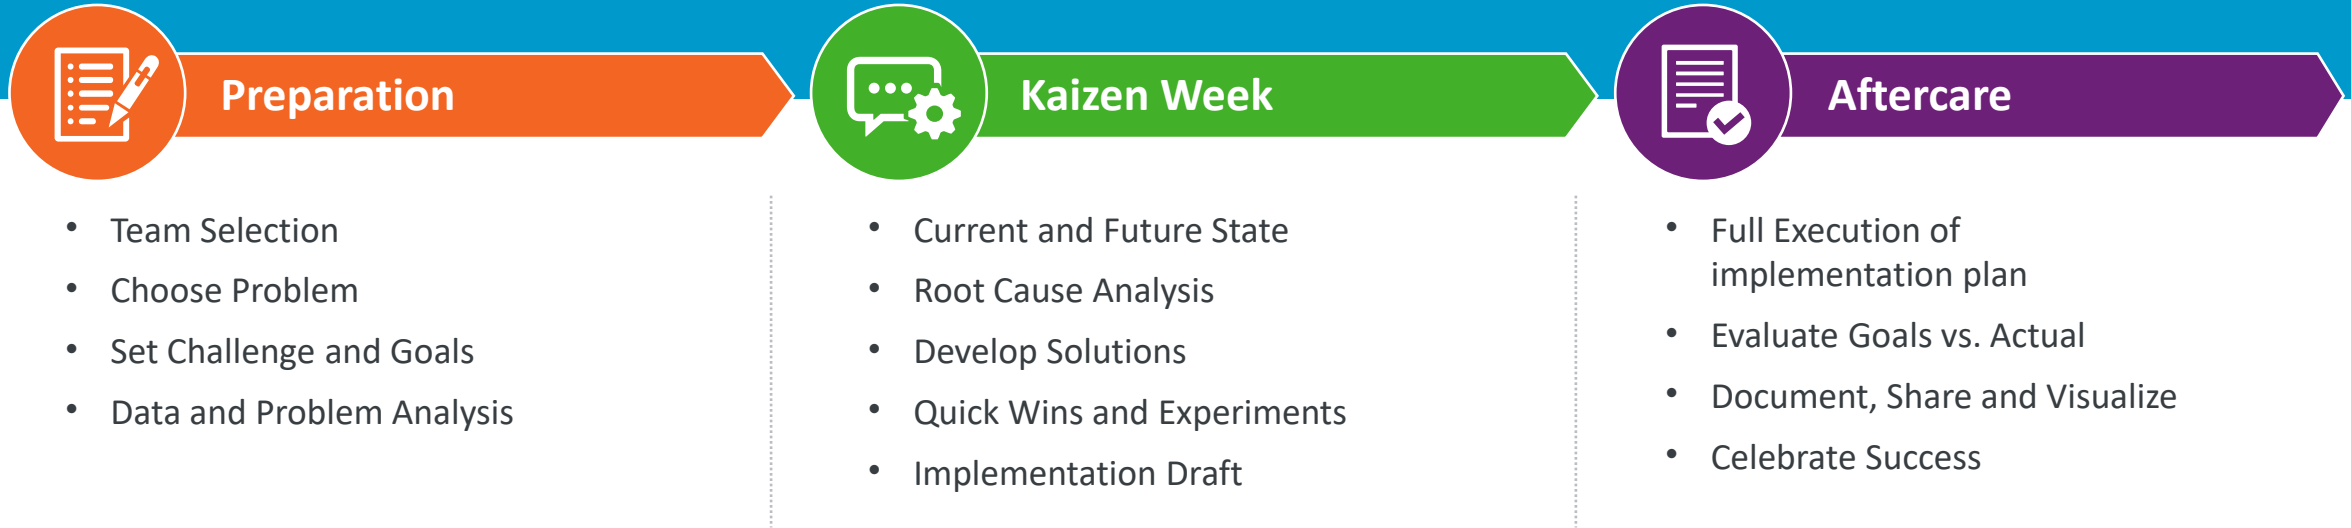 Preparation
• Team Selection
• Choose Problem
• Set Challenge and Goals
• Data and Problem Analysis
Kaizen Week
• Current and Future State
• Root Cause Analysis
• Develop Solutions
• Quick Wins and Experiments
• Implementation Draft
Aftercare
• Full Execution of
implementation plan
• Evaluate Goals vs. Actual
• Document, Share and Visualize
• Celebrate Success